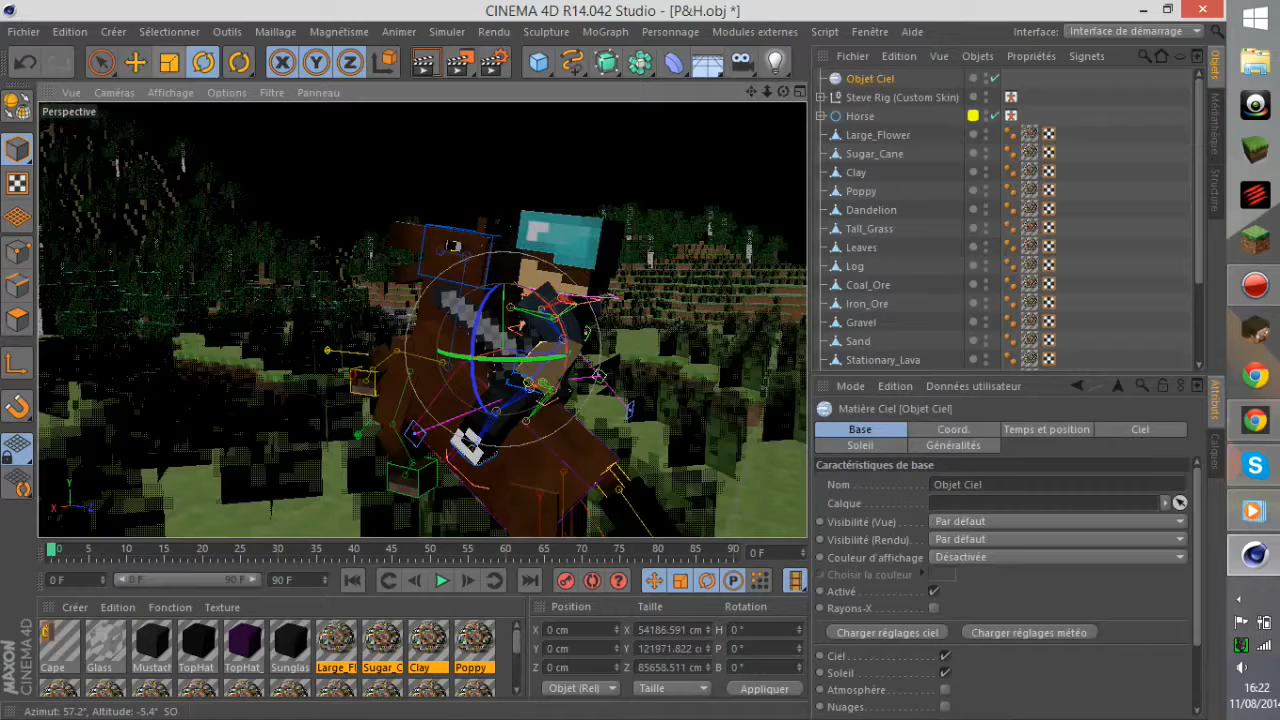 CINEMA 4D R14.042 Studio - [P&H.obj *]
Fichier Edition Créer Sélectionner Outils Maillage Magnétisme Animer Simuler Rendu Sculpture MoGraph Personnage Modules externes Script Fenêtre Aide Interface: Interface de démarrage
X Y Z
Vue Caméras Affichage Options Filtre Panneau
Perspective
Y
X
Z
Fichier Edition Vue Objets Propriétés Signets
Objet Ciel
Steve Rig (Custom Skin)
Horse
Large_Flower
Sugar_Cane
Clay
Poppy
Dandelion
Tall_Grass
Leaves
Log
Coal_Ore
Iron_Ore
Gravel
Sand
Stationary_Lava
Objets
Médiathèque
Structure
Mode Edition Données utilisateur
Matière Ciel [Objet Ciel]
Base Coord. Temps et position Ciel
Soleil Généralités
Caractéristiques de base
Nom Objet Ciel
Calque
Visibilité (Vue) Par défaut
Visibilité (Rendu) Par défaut
Couleur d'affichage Désactivée
Choisir la couleur
Activé
Rayons-X
Charger réglages ciel Charger réglages météo
Ciel
Soleil
Atmosphère
Nuages
Attributs
Calques
0 5 10 15 20 25 30 35 40 45 50 55 60 65 70 75 80 85 90 0 F
0 F 0 F 90 F 90 F
P
Créer Edition Fonction Texture
Cape Glass Mustach TopHat TopHat_ Sunglas Large_Fl Sugar_C Clay Poppy
Position Taille Rotation
X 0 cm X 54186.591 cm H 0 °
Y 0 cm Y 121971.822 cm P 0 °
Z 0 cm Z 85658.511 cm B 0 °
Objet (Rel) Taille Appliquer
MAXON
CINEMA 4D
Azimut: 57.2°, Altitude: -5.4° SO
16:22
11/08/201